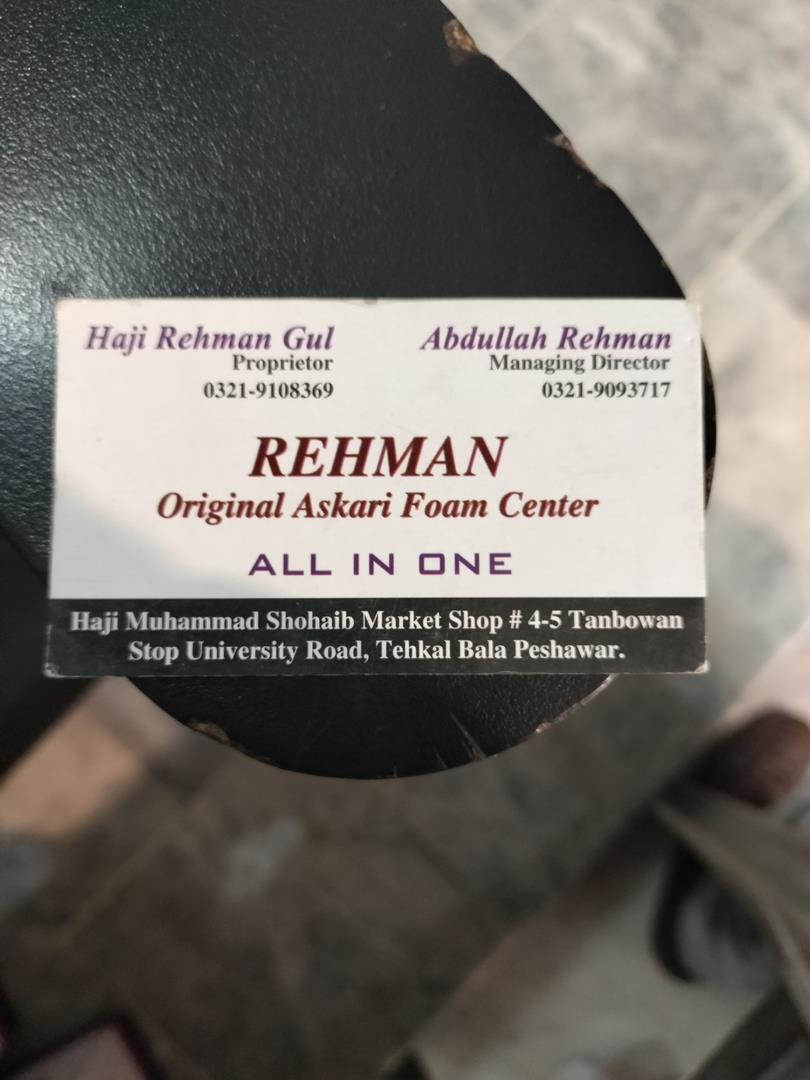 Haji Rehman Gul
Proprietor
0321-9108369
Abdullah Rehman
Managing Director
0321-9093717
REHMAN
Original Askari Foam Center
ALL IN ONE
Haji Muhammad Shohaib Market Shop # 4-5 Tanbowan
Stop University Road, Tehkal Bala Peshawar.